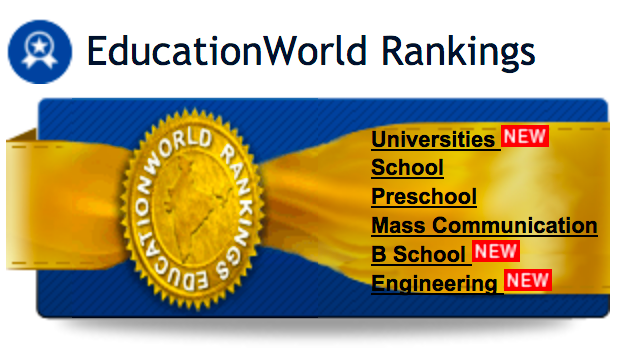 EducationWorld Rankings
EDUCATIONWORLD RANKINGS
Universities NEW
School
Preschool
Mass Communication
B School NEW
Engineering NEW